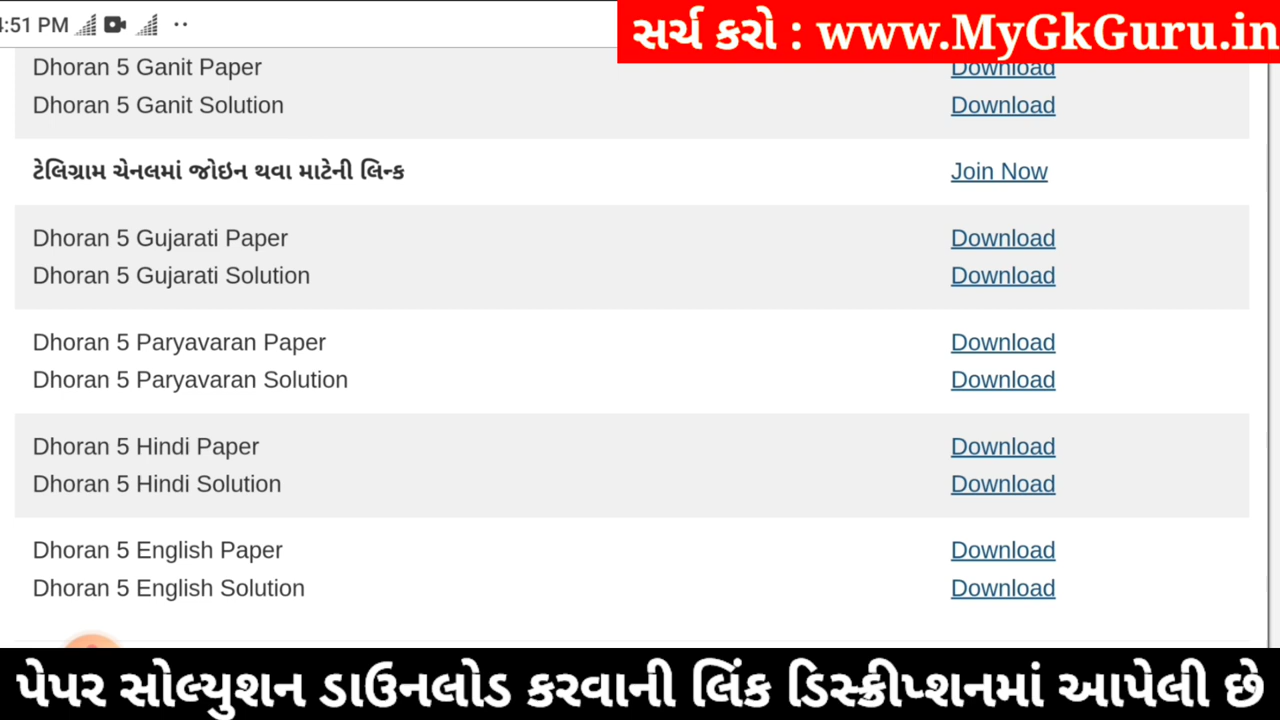 4:51 PM
સર્ચ કરો : www.MyGkGuru.in
Dhoran 5 Ganit Paper Download
Dhoran 5 Ganit Solution Download
ટેલિગ્રામ ચેનલમાં જોઇન થવા માટેની લિન્ક Join Now
Dhoran 5 Gujarati Paper Download
Dhoran 5 Gujarati Solution Download
Dhoran 5 Paryavaran Paper Download
Dhoran 5 Paryavaran Solution Download
Dhoran 5 Hindi Paper Download
Dhoran 5 Hindi Solution Download
Dhoran 5 English Paper Download
Dhoran 5 English Solution Download
પેપર સોલ્યુશન ડાઉનલોડ કરવાની લિંક ડિસ્ક્રીપ્શનમાં આપેલી છે